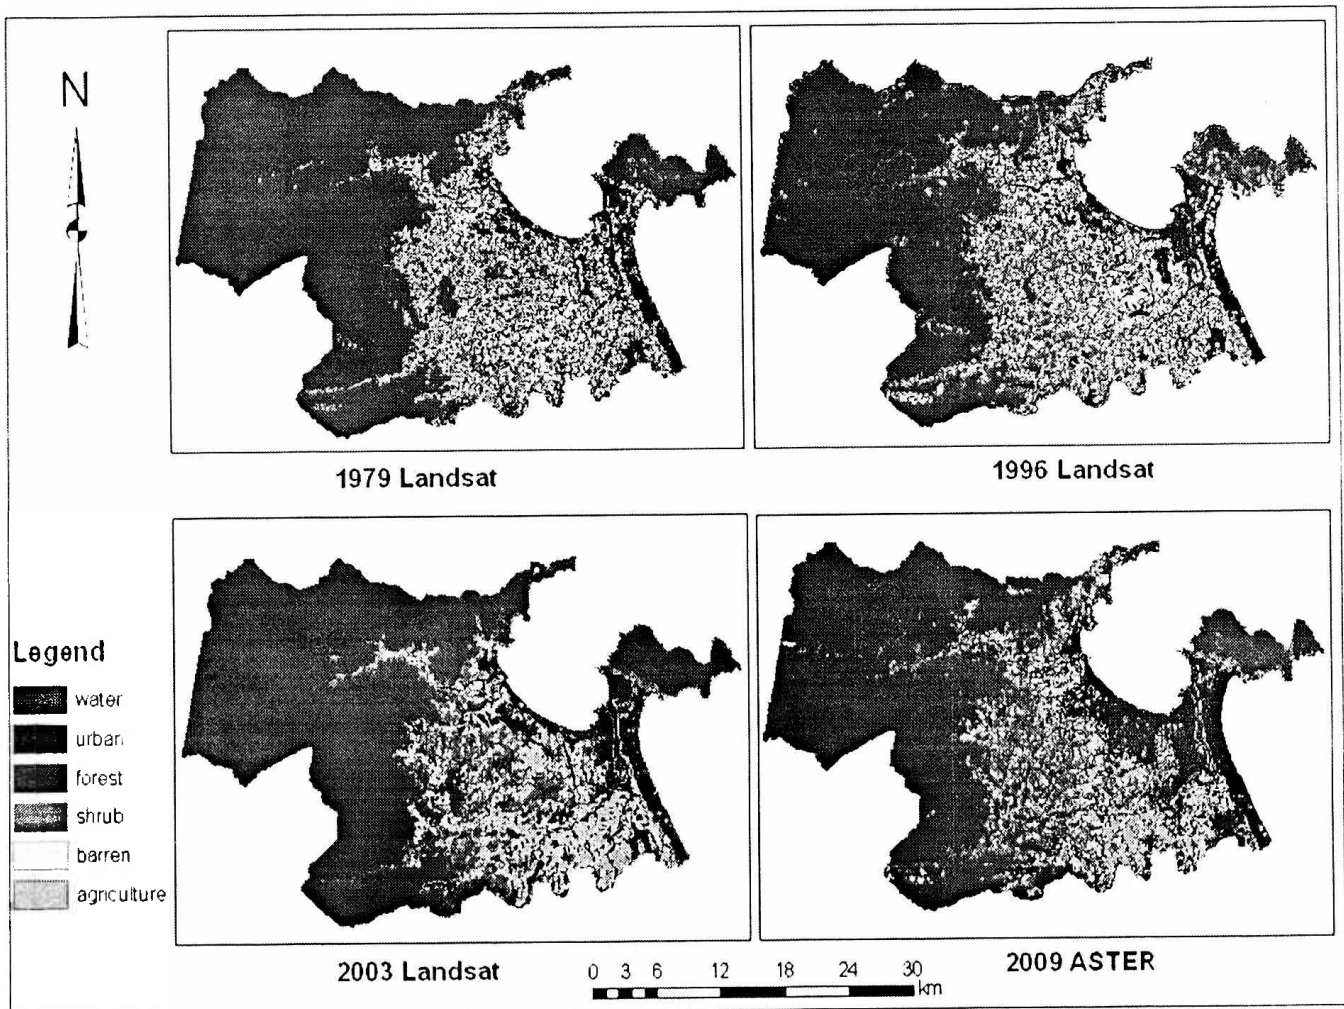 N
1979 Landsat
1996 Landsat
Legend
water
urban
forest
shrub
barren
agriculture
2003 Landsat
2009 ASTER
0 3 6 12 18 24 30
km